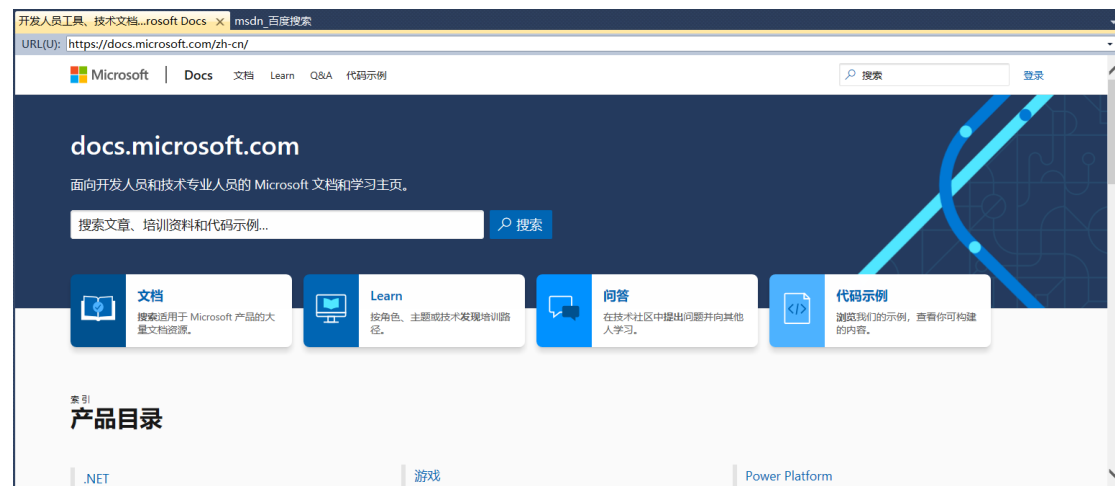 开发人员工具、技术文档...rosoft Docs
msdn_百度搜索
URL(U): https://docs.microsoft.com/zh-cn/
Microsoft Docs 文档 Learn Q&A 代码示例 搜索 登录
docs.microsoft.com
面向开发人员和技术专业人员的 Microsoft 文档和学习主页。
搜索文章、培训资料和代码示例... 搜索
文档
搜索适用于 Microsoft 产品的大
量文档资源。
Learn
按角色、主题或技术发现培训路
径。
问答
在技术社区中提出问题并向其他
人学习。
代码示例
浏览我们的示例，查看你可构建
的内容。
索引
产品目录
.NET
游戏
Power Platform